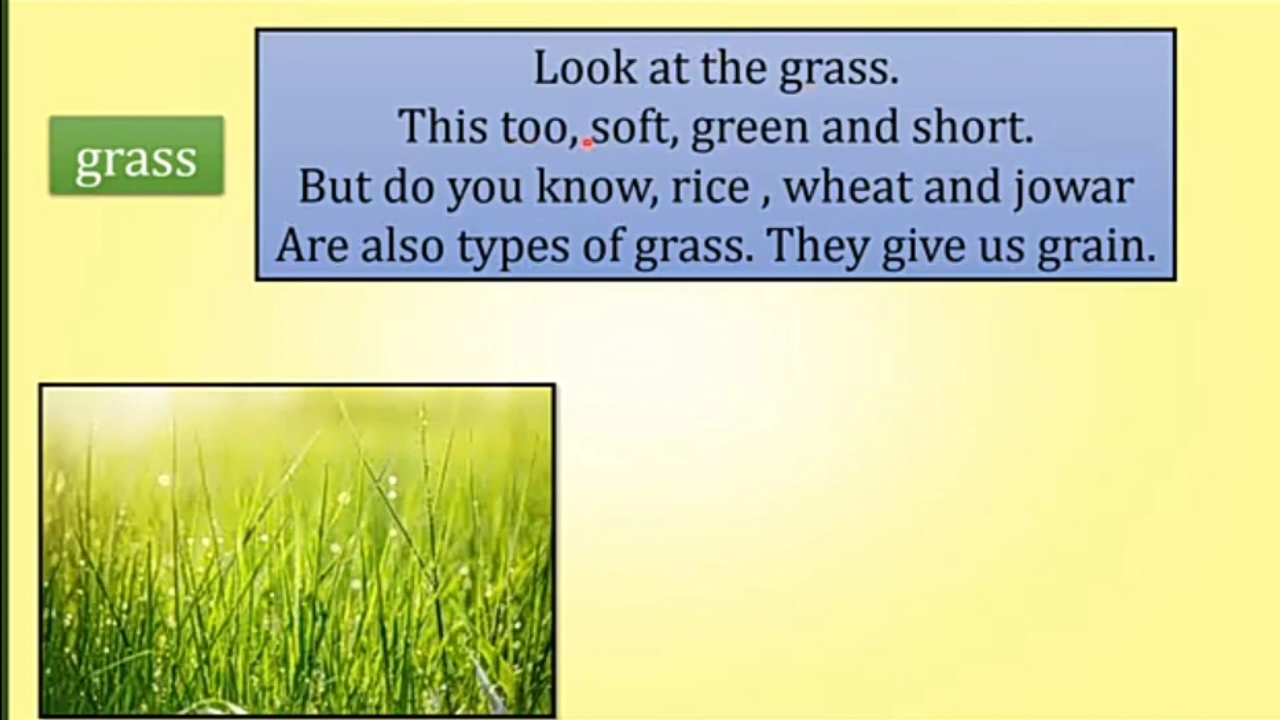 grass
Look at the grass.
This too, soft, green and short.
But do you know, rice , wheat and jowar
Are also types of grass. They give us grain.